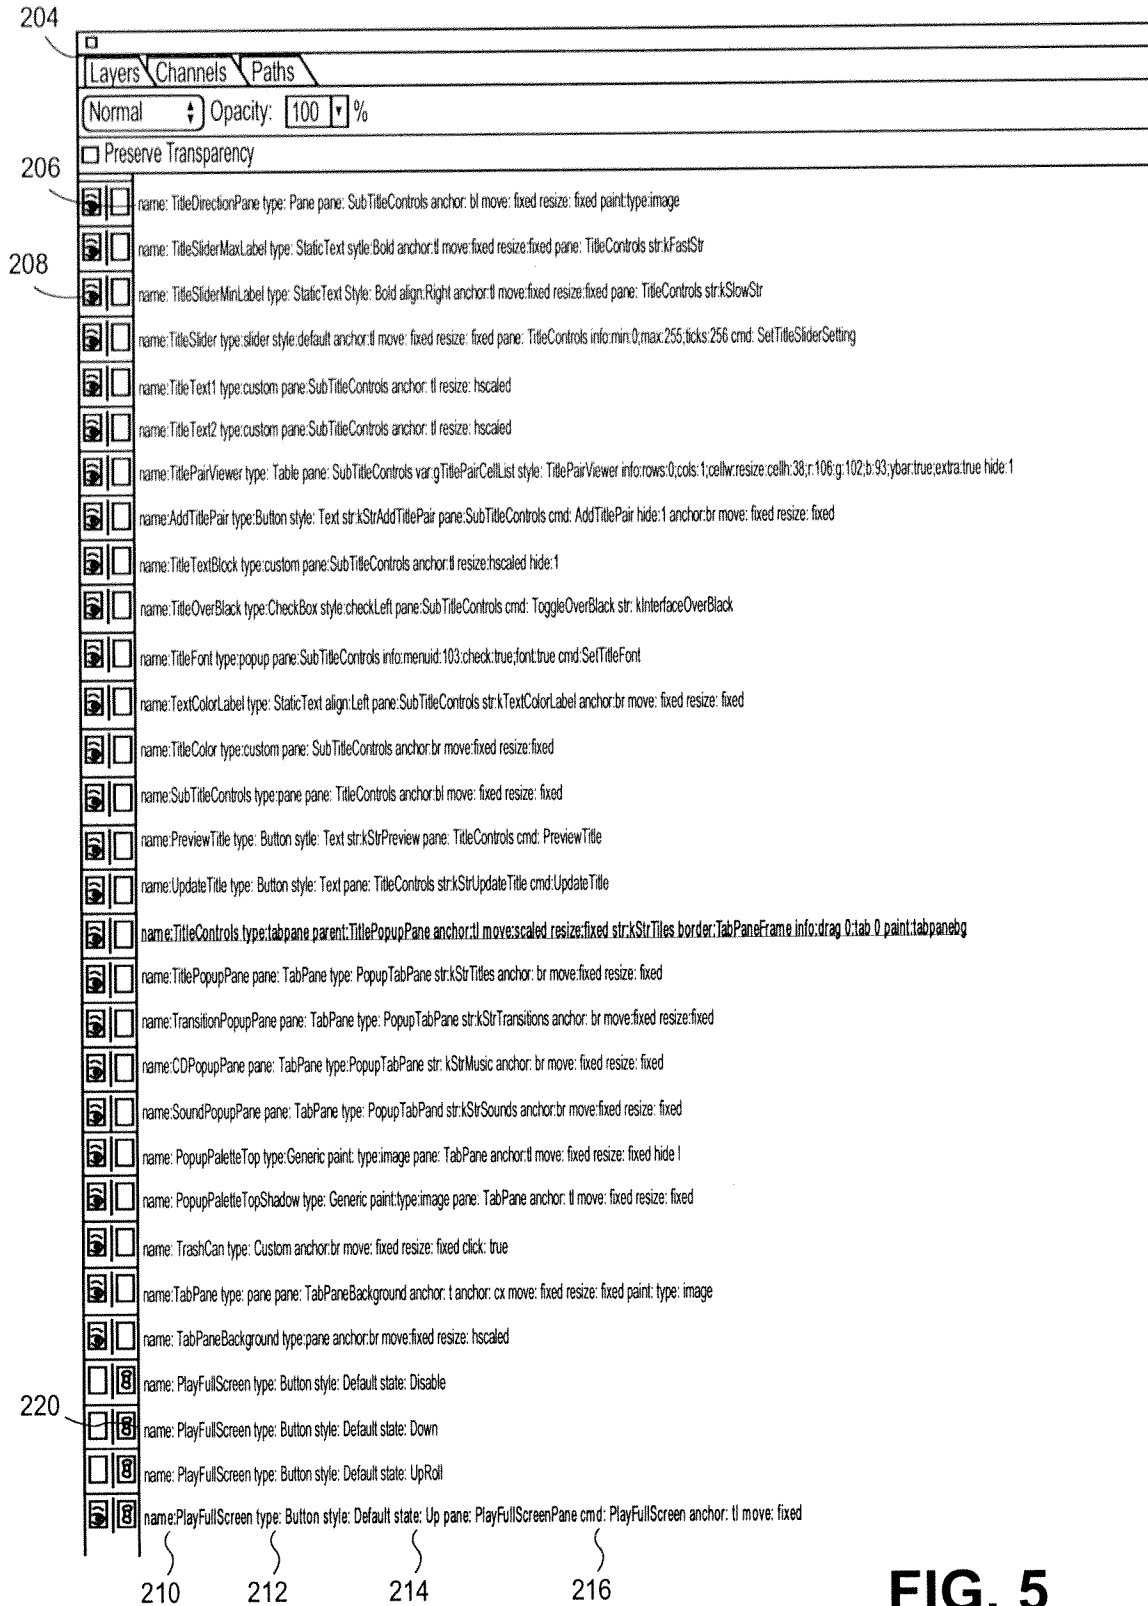 204
Layers Channels Paths
Normal Opacity: 100 %
Preserve Transparency
206
name: TitleDirectionPane type: Pane pane: SubTitleControls anchor: bl move: fixed resize: fixed paint:type:image
name: TitleSliderMaxLabel type: StaticText sytle:Bold anchor:tl move:fixed resize:fixed pane: TitleControls str:kFastStr
208
name: TitleSliderMinLabel type: StaticText Style: Bold align:Right anchor:tl move:fixed resize:fixed pane: TitleControls str:kSlowStr
name:TitleSlider type:slider style:default anchor:tl move: fixed resize: fixed pane: TitleControls info:min:0;max:255;ticks:256 cmd: SetTitleSliderSetting
name:TitleText1 type:custom pane:SubTitleControls anchor: tl resize: hscaled
name:TitleText2 type:custom pane:SubTitleControls anchor: tl resize: hscaled
name:TitlePairViewer type: Table pane: SubTitleControls var:gTitlePairCellList style: TitlePairViewer info:rows:0;cols:1;cellw:resize:cellh:38;r:106:g:102;b:93;ybar:true;extra:true hide:1
name:AddTitlePair type:Button style: Text str:kStrAddTitlePair pane:SubTitleControls cmd: AddTitlePair hide:1 anchor:br move: fixed resize: fixed
name:TitleTextBlock type:custom pane:SubTitleControls anchor:tl resize:hscaled hide:1
name:TitleOverBlack type:CheckBox style:checkLeft pane:SubTitleControls cmd: ToggleOverBlack str: kInterfaceOverBlack
name:TitleFont type:popup pane:SubTitleControls info:menuid:103:check:true;font:true cmd:SetTitleFont
name:TextColorLabel type: StaticText align:Left pane:SubTitleControls str:kTextColorLabel anchor:br move: fixed resize: fixed
name:TitleColor type:custom pane: SubTitleControls anchor:br move:fixed resize:fixed
name:SubTitleControls type:pane pane: TitleControls anchor:bl move: fixed resize: fixed
name:PreviewTitle type: Button sytle: Text str:kStrPreview pane: TitleControls cmd: PreviewTitle
name:UpdateTitle type: Button style: Text pane: TitleControls str:kStrUpdateTitle cmd:UpdateTitle
name:TitleControls type:tabpane parent:TitlePopupPane anchor:tl move:scaled resize:fixed str:kStrTiles border:TabPaneFrame info:drag 0:tab 0 paint:tabpanebg
name:TitlePopupPane pane: TabPane type: PopupTabPane str:kStrTitles anchor: br move:fixed resize: fixed
name:TransitionPopupPane pane: TabPane type: PopupTabPane str:kStrTransitions anchor: br move:fixed resize:fixed
name:CDPopupPane pane: TabPane type:PopupTabPane str: kStrMusic anchor: br move: fixed resize: fixed
name:SoundPopupPane pane: TabPane type: PopupTabPand str:kStrSounds anchor:br move:fixed resize: fixed
name: PopupPaletteTop type:Generic paint: type:image pane: TabPane anchor:tl move: fixed resize: fixed hide l
name: PopupPaletteTopShadow type: Generic paint:type:image pane: TabPane anchor: tl move: fixed resize: fixed
name: TrashCan type: Custom anchor:br move: fixed resize: fixed click: true
name:TabPane type: pane pane: TabPaneBackground anchor: t anchor: cx move: fixed resize: fixed paint: type: image
name: TabPaneBackground type:pane anchor:br move:fixed resize: hscaled
name: PlayFullScreen type: Button style: Default state: Disable
220
name: PlayFullScreen type: Button style: Default state: Down
name: PlayFullScreen type: Button style: Default state: UpRoll
name:PlayFullScreen type: Button style: Default state: Up pane: PlayFullScreenPane cmd: PlayFullScreen anchor: tl move: fixed
210 212 214 216
FIG. 5